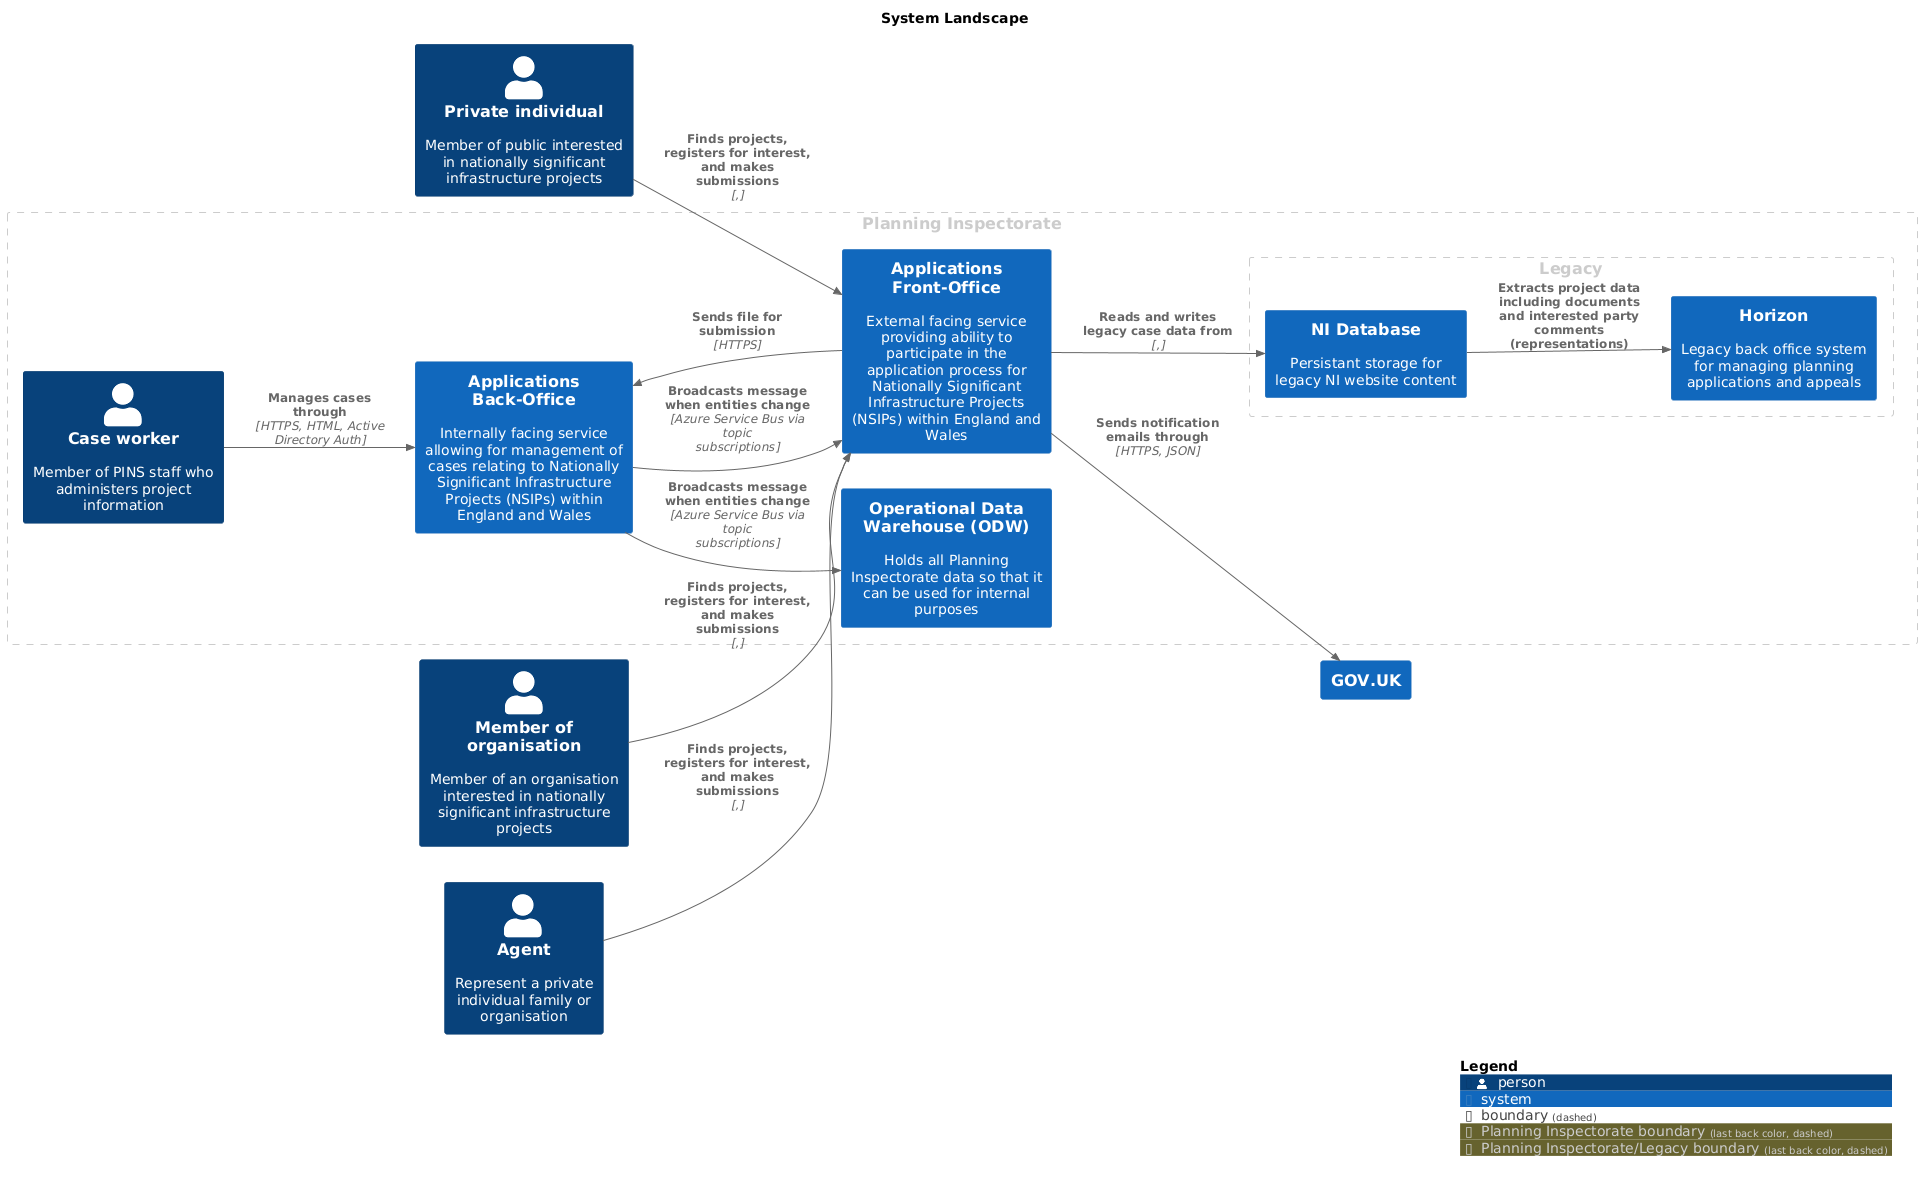 System Landscape
Private individual
Member of public interested
in nationally significant
infrastructure projects
Finds projects,
registers for interest,
and makes
submissions
[,]
Planning Inspectorate
Case worker
Member of PINS staff who
administers project
information
Manages cases
through
[HTTPS, HTML, Active
Directory Auth]
Applications
Back-Office
Internally facing service
allowing for management of
cases relating to Nationally
Significant Infrastructure
Projects (NSIPs) within
England and Wales
Sends file for
submission
[HTTPS]
Broadcasts message
when entities change
[Azure Service Bus via
topic
subscriptions]
Broadcasts message
when entities change
[Azure Service Bus via
topic
subscriptions]
Applications
Front-Office
External facing service
providing ability to
participate in the
application process for
Nationally Significant
Infrastructure Projects
(NSIPs) within England and
Wales
Operational Data
Warehouse (ODW)
Holds all Planning
Inspectorate data so that it
can be used for internal
purposes
Reads and writes
legacy case data from
[,]
Sends notification
emails through
[HTTPS, JSON]
Legacy
NI Database
Persistant storage for
legacy NI website content
Extracts project data
including documents
and interested party
comments
(representations)
Horizon
Legacy back office system
for managing planning
applications and appeals
GOV.UK
Finds projects,
registers for interest,
and makes
submissions
[,]
Member of
organisation
Member of an organisation
interested in nationally
significant infrastructure
projects
Finds projects,
registers for interest,
and makes
submissions
[,]
Agent
Represent a private
individual family or
organisation
Legend
person
system
boundary (dashed)
Planning Inspectorate boundary (last back color, dashed)
Planning Inspectorate/Legacy boundary (last back color, dashed)